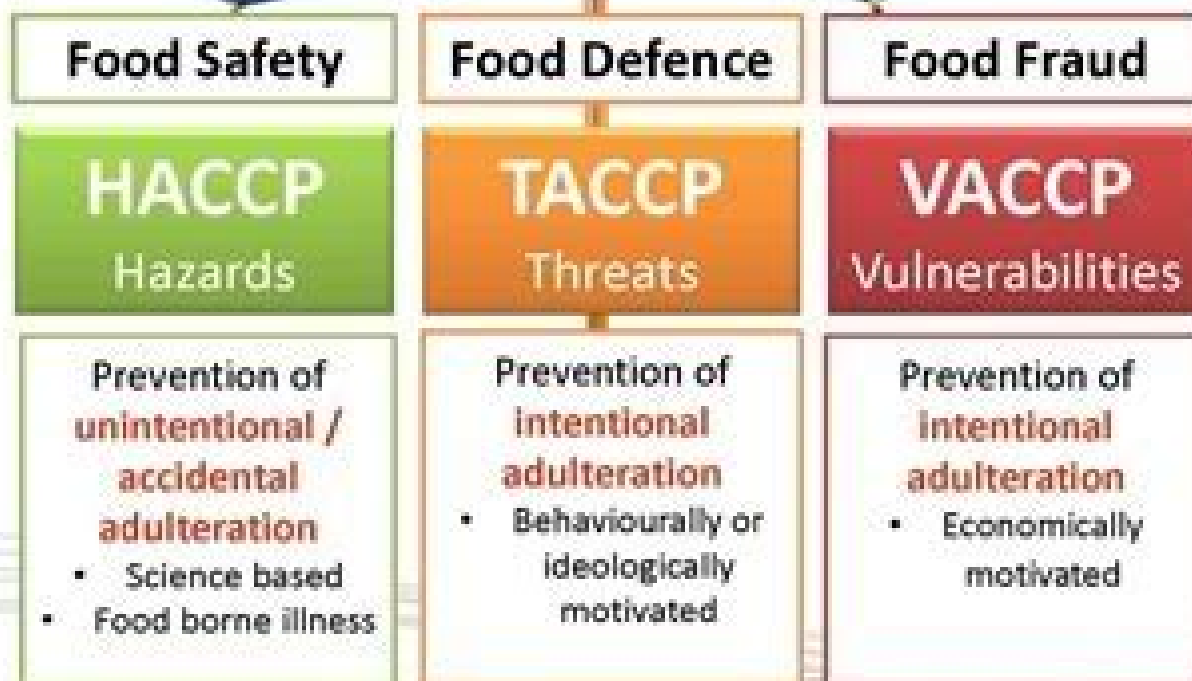 Food Safety
HACCP
Hazards
Prevention of
unintentional /
accidental
adulteration
• Science based
• Food borne illness
Food Defence
TACCP
Threats
Prevention of
intentional
adulteration
• Behaviourally or
ideologically
motivated
Food Fraud
VACCP
Vulnerabilities
Prevention of
intentional
adulteration
• Economically
motivated